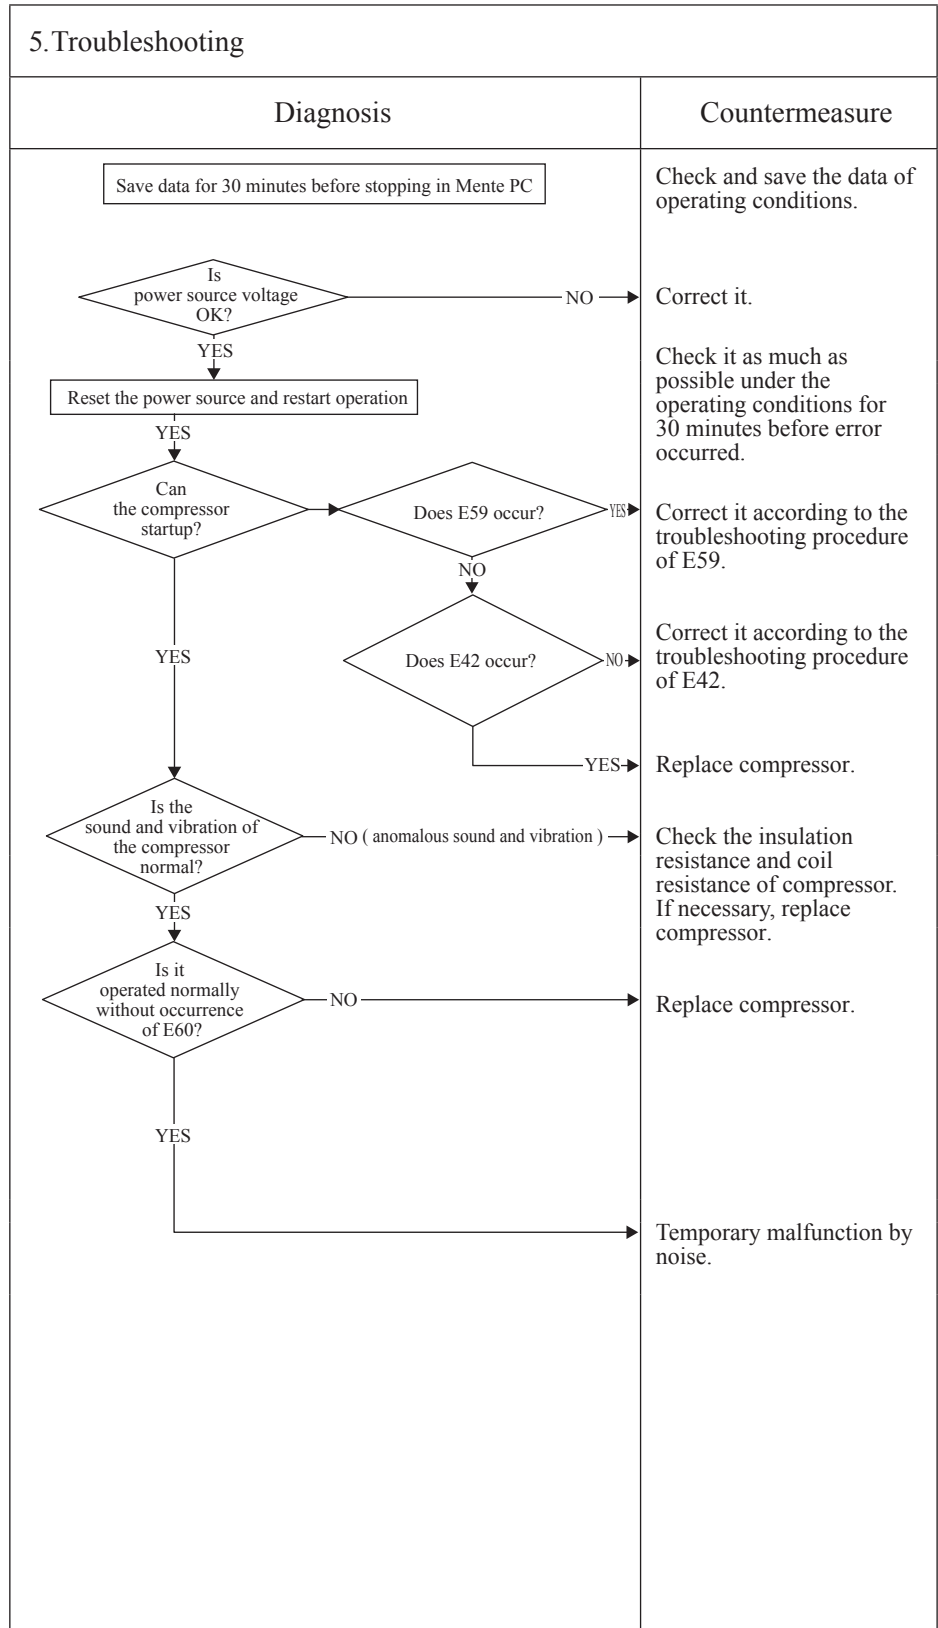 5.Troubleshooting
Diagnosis
Countermeasure
Save data for 30 minutes before stopping in Mente PC
Check and save the data of
operating conditions.
Is
power source voltage
OK?
NO
Correct it.
YES
Reset the power source and restart operation
Check it as much as
possible under the
operating conditions for
30 minutes before error
occurred.
YES
Can
the compressor
startup?
Does E59 occur?
YES
Correct it according to the
troubleshooting procedure
of E59.
NO
YES
Does E42 occur?
NO
Correct it according to the
troubleshooting procedure
of E42.
YES
Replace compressor.
Is the
sound and vibration of
the compressor
normal?
NO ( anomalous sound and vibration )
Check the insulation
resistance and coil
resistance of compressor.
If necessary, replace
compressor.
YES
Is it
operated normally
without occurrence
of E60?
NO
Replace compressor.
YES
Temporary malfunction by
noise.